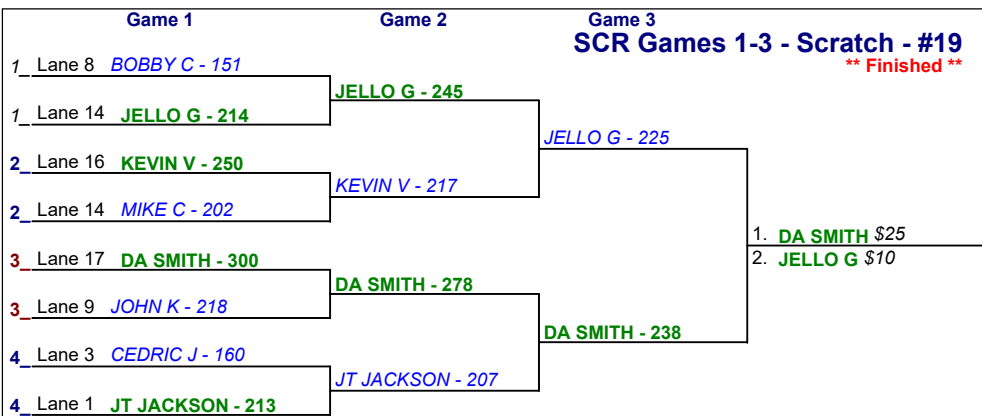 Game 1 Game 2 Game 3
SCR Games 1-3 - Scratch - #19
** Finished **
1_ Lane 8 BOBBY C - 151
JELLO G - 245
1_ Lane 14 JELLO G - 214
JELLO G - 225
2_ Lane 16 KEVIN V - 250
KEVIN V - 217
2_ Lane 14 MIKE C - 202
1. DA SMITH $25
2. JELLO G $10
3_ Lane 17 DA SMITH - 300
DA SMITH - 278
3_ Lane 9 JOHN K - 218
DA SMITH - 238
4_ Lane 3 CEDRIC J - 160
JT JACKSON - 207
4_ Lane 1 JT JACKSON - 213